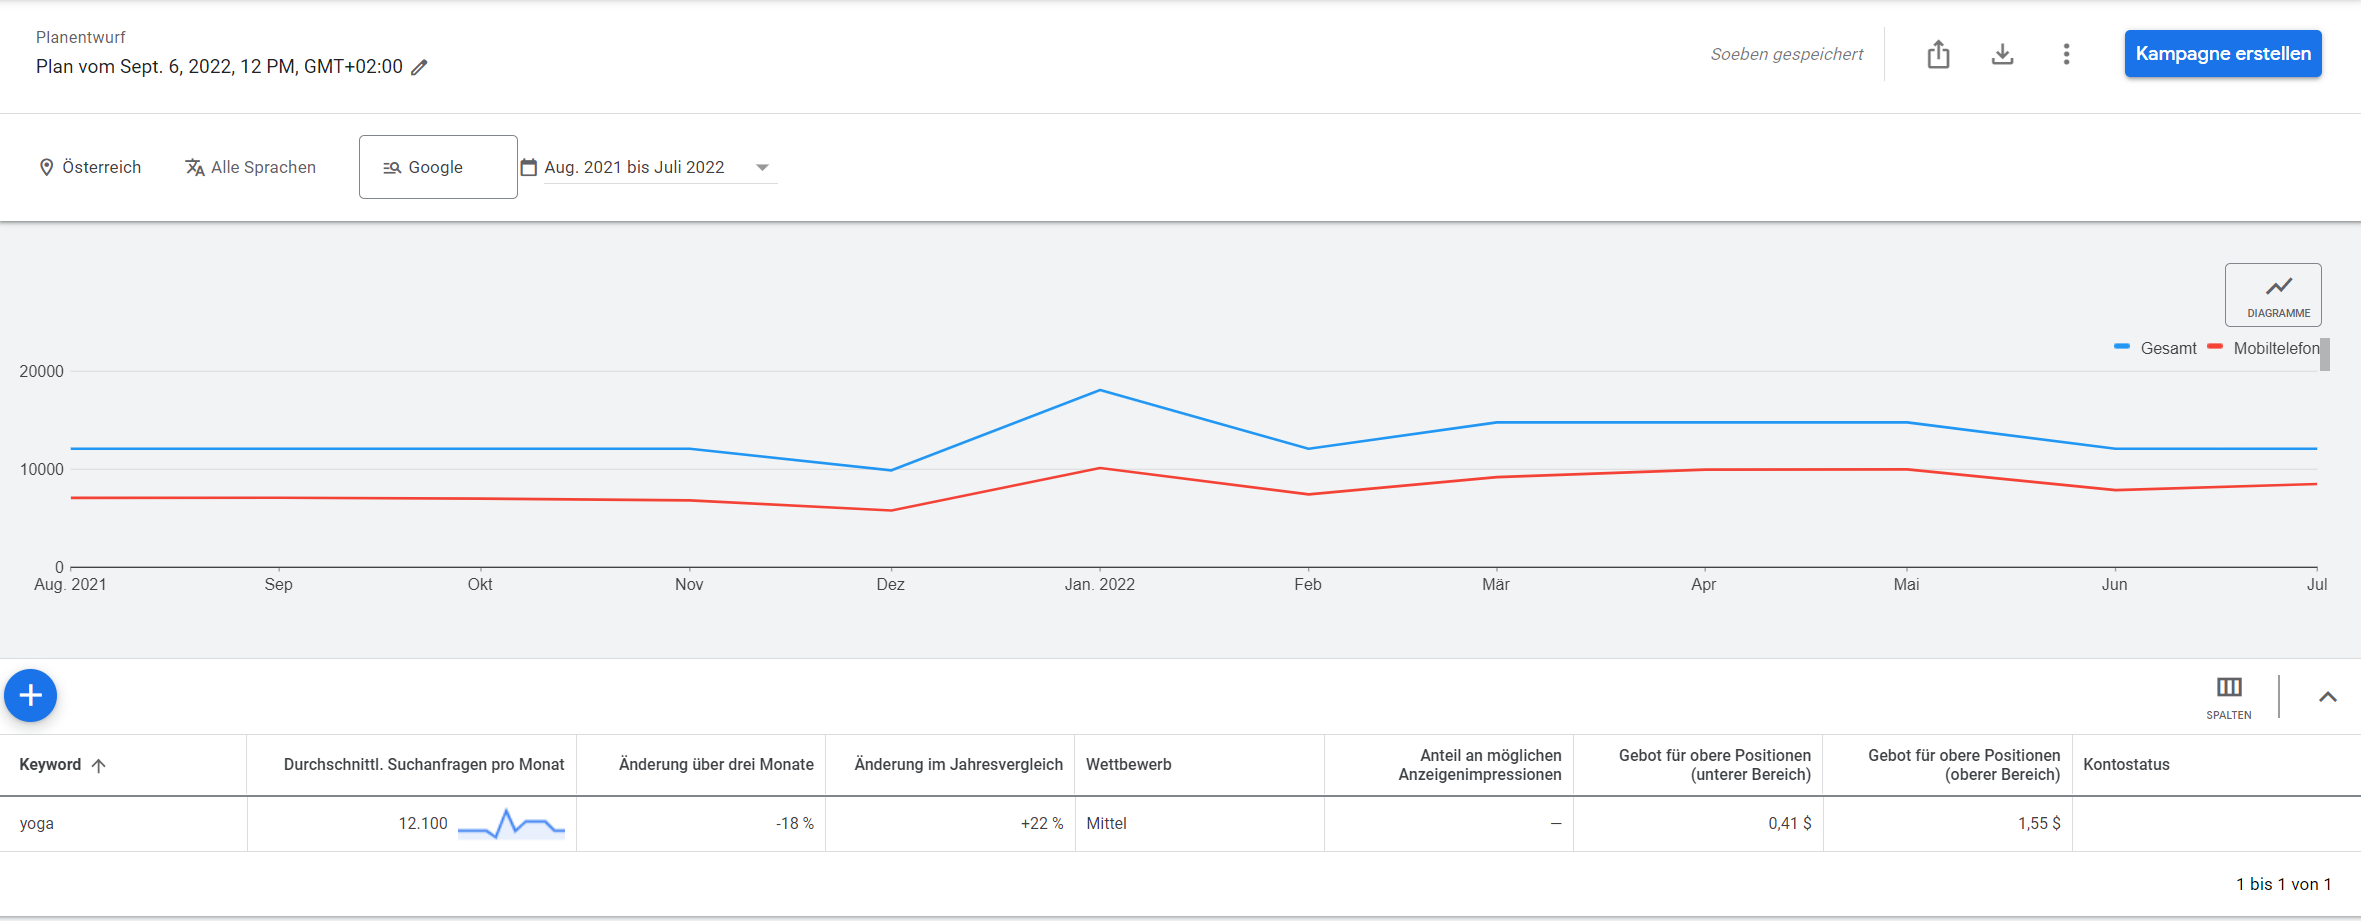 Planentwurf
Plan vom Sept. 6, 2022, 12 PM, GMT+02:00
Soeben gespeichert
Kampagne erstellen
Österreich
Alle Sprachen
Google
Aug. 2021 bis Juli 2022
DIAGRAMME
Gesamt
Mobiltelefon
20000
10000
0
Aug. 2021 Sep Okt Nov Dez Jan. 2022 Feb Mär Apr Mai Jun Jul
SPALTEN
Keyword
Durchschnittl. Suchanfragen pro Monat
Änderung über drei Monate
Änderung im Jahresvergleich
Wettbewerb
Anteil an möglichen
Anzeigenimpressionen
Gebot für obere Positionen
(unterer Bereich)
Gebot für obere Positionen
(oberer Bereich)
Kontostatus
yoga 12.100 -18 % +22 % Mittel – 0,41 $ 1,55 $
1 bis 1 von 1